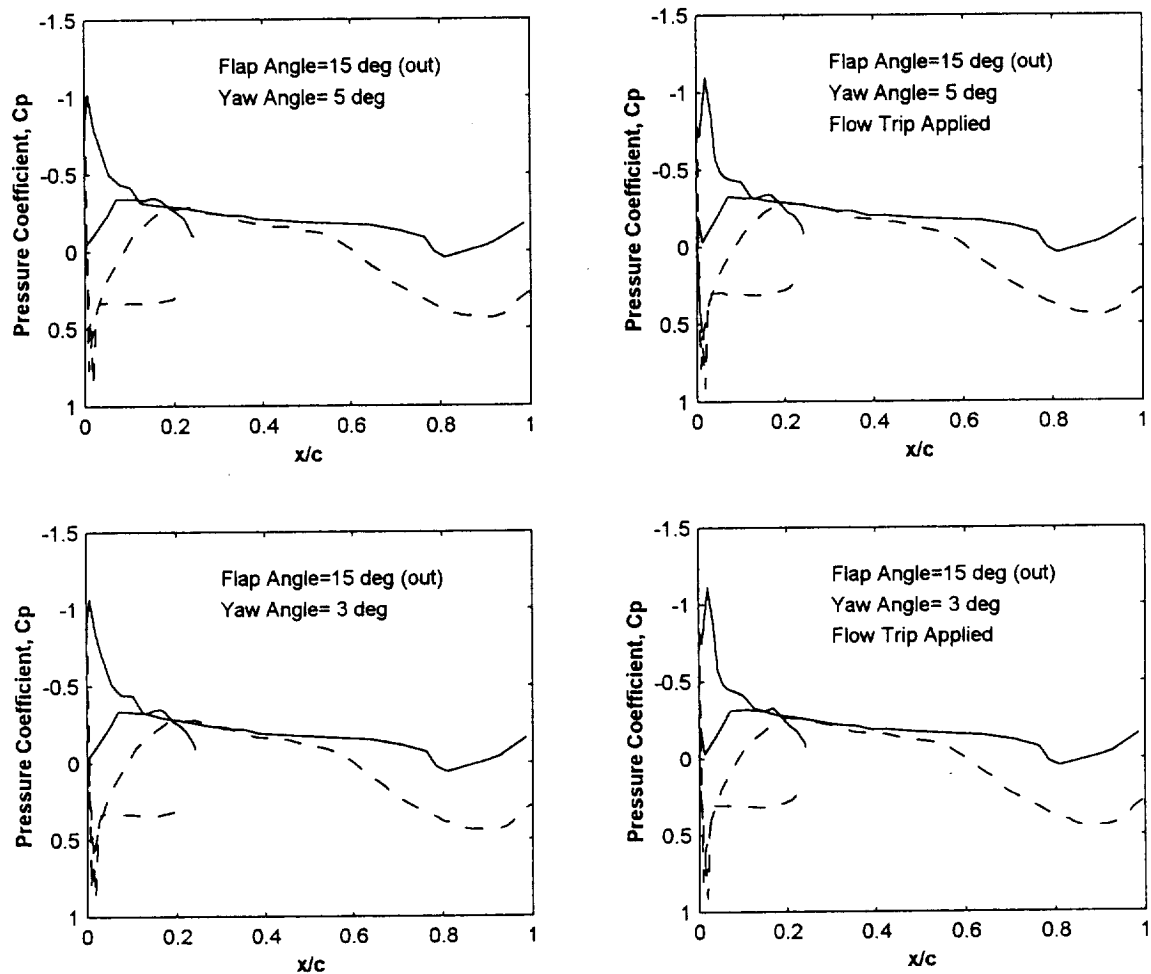 -1.5
Flap Angle=15 deg (out)
Yaw Angle= 5 deg
-1
-0.5
0
0.5
1
Pressure Coefficient, Cp
0 0.2 0.4 0.6 0.8 1
x/c
-1.5
Flap Angle=15 deg (out)
Yaw Angle= 5 deg
Flow Trip Applied
-1
-0.5
0
0.5
1
Pressure Coefficient, Cp
0 0.2 0.4 0.6 0.8 1
x/c
-1.5
Flap Angle=15 deg (out)
Yaw Angle= 3 deg
-1
-0.5
0
0.5
1
Pressure Coefficient, Cp
0 0.2 0.4 0.6 0.8 1
x/c
-1.5
Flap Angle=15 deg (out)
Yaw Angle= 3 deg
Flow Trip Applied
-1
-0.5
0
0.5
1
Pressure Coefficient, Cp
0 0.2 0.4 0.6 0.8 1
x/c